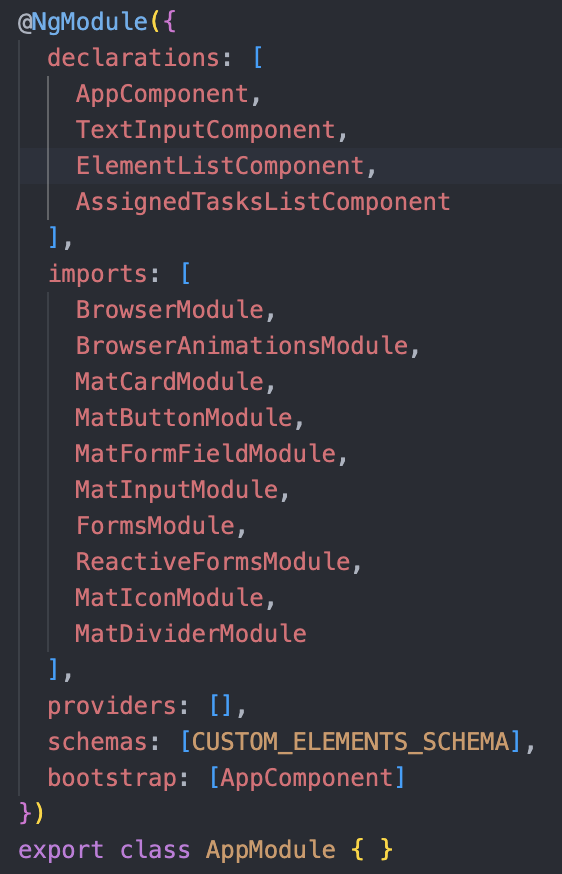 @NgModule({
  declarations: [
    AppComponent,
    TextInputComponent,
    ElementListComponent,
    AssignedTasksListComponent
  ],
  imports: [
    BrowserModule,
    BrowserAnimationsModule,
    MatCardModule,
    MatButtonModule,
    MatFormFieldModule,
    MatInputModule,
    FormsModule,
    ReactiveFormsModule,
    MatIconModule,
    MatDividerModule
  ],
  providers: [],
  schemas: [CUSTOM_ELEMENTS_SCHEMA],
  bootstrap: [AppComponent]
})
export class AppModule { }